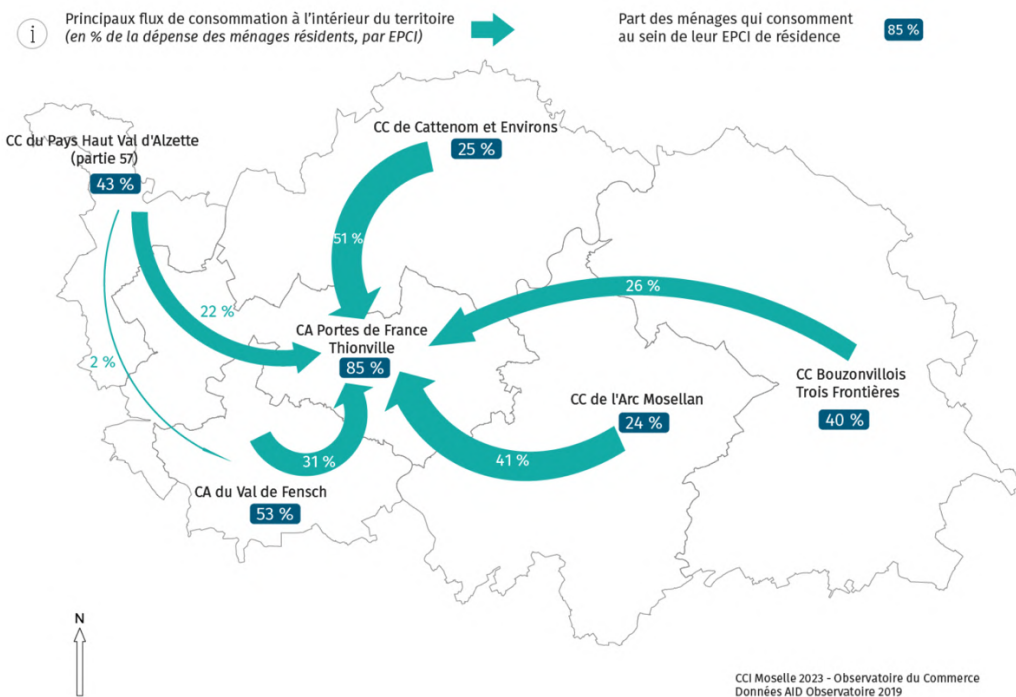 i
Principaux flux de consommation à l'intérieur du territoire
(en % de la dépense des ménages résidents, par EPCI)
Part des ménages qui consomment
au sein de leur EPCI de résidence
85 %
CC du Pays Haut Val d'Alzette
(partie 57)
43 %
CC de Cattenom et Environs
25 %
51 %
26 %
22 %
2 %
CA Portes de France
Thionville
85 %
CC Bouzonvillois
Trois Frontières
40 %
CC de l'Arc Mosellan
24 %
41 %
31 %
CA du Val de Fensch
53 %
N
CCI Moselle 2023 - Observatoire du Commerce
Données AID Observatoire 2019